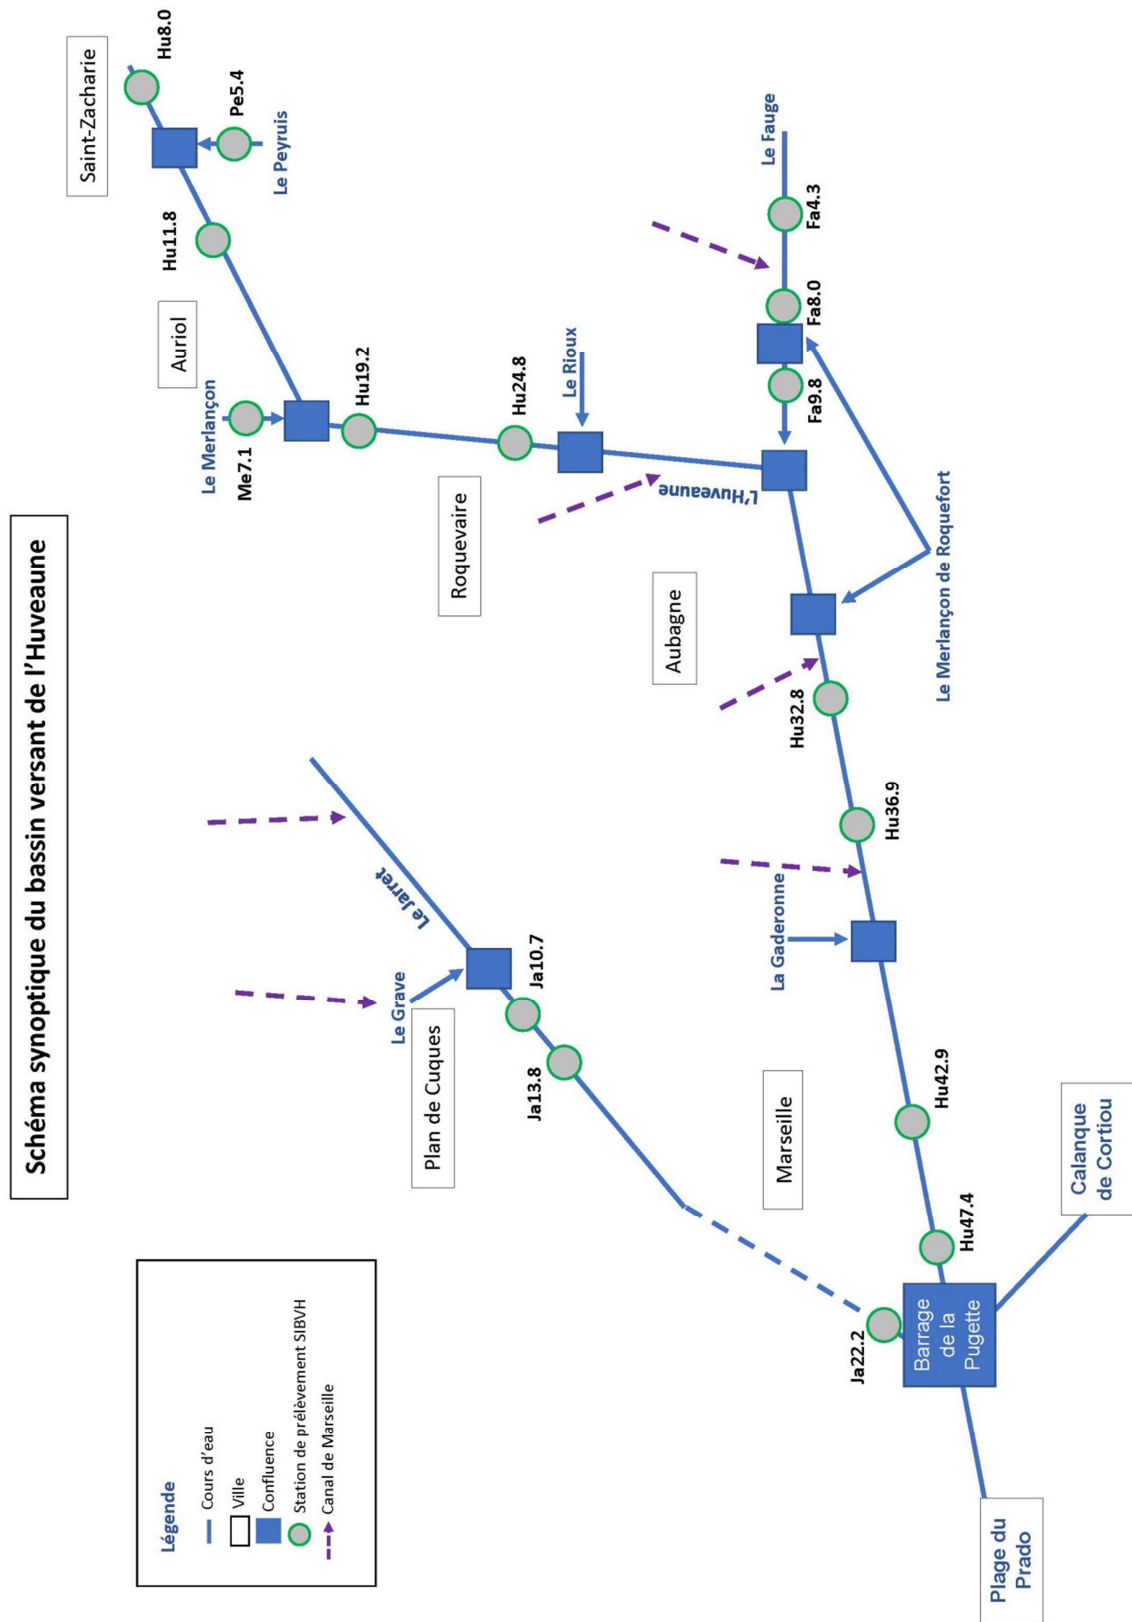 Schéma synoptique du bassin versant de l'Huveaune
Légende
Cours d'eau
Ville
Confluence
Station de prélèvement SIBVH
Canal de Marseille
Saint-Zacharie
Hu8.0
Pe5.4
Le Peyruis
Hu11.8
Auriol
Le Merlançon
Me7.1
Hu19.2
Hu24.8
Le Rioux
Roquevaire
L'Huveaune
Le Fauge
Fa4.3
Fa8.0
Fa9.8
Aubagne
Le Merlançon de Roquefort
Hu32.8
Hu36.9
La Gaderonne
Le Jarret
Le Grave
Plan de Cuques
Ja10.7
Ja13.8
Marseille
Hu42.9
Hu47.4
Ja22.2
Barrage
de la
Pugette
Calanque
de Cortiou
Plage du
Prado